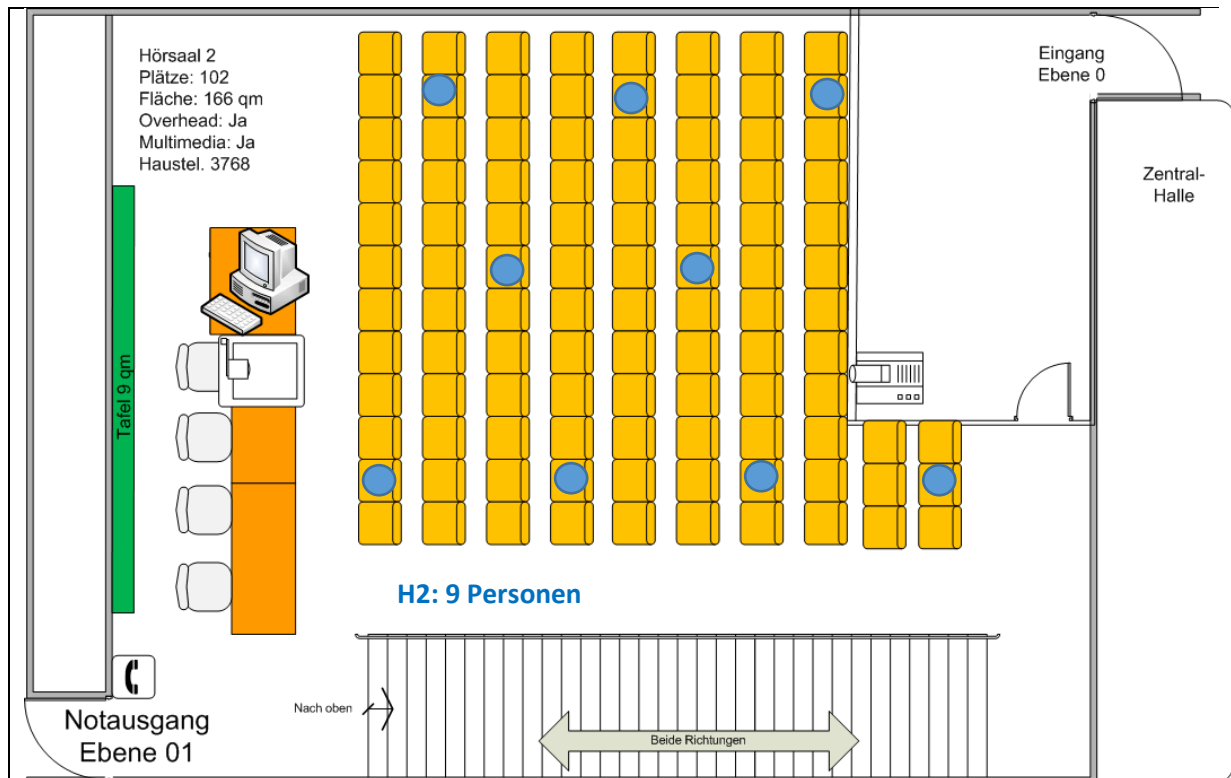 Hörsaal 2
Plätze: 102
Fläche: 166 qm
Overhead: Ja
Multimedia: Ja
Haustel. 3768
Eingang
Ebene 0
Zentral-
Halle
Tafel 9 qm
H2: 9 Personen
Nach oben
Beide Richtungen
Notausgang
Ebene 01